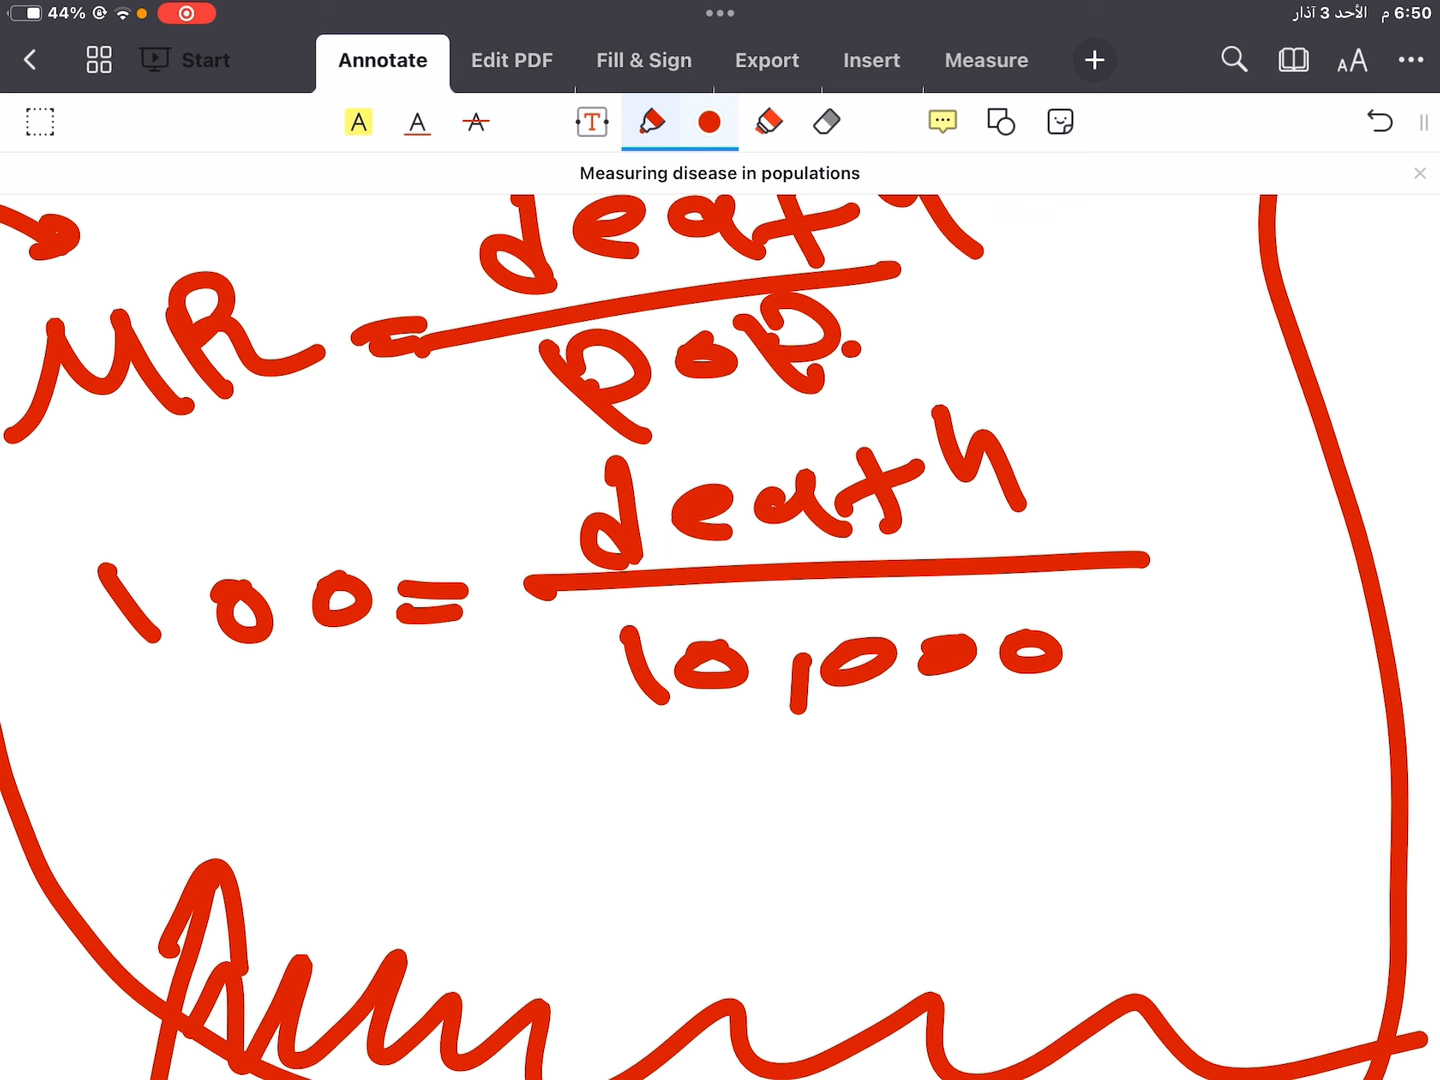 44% 6:50 م الأحد 3 آذار
Start Annotate Edit PDF Fill & Sign Export Insert Measure
A A A T
Measuring disease in populations
death
MR =
pop.
death
100 =
10,000